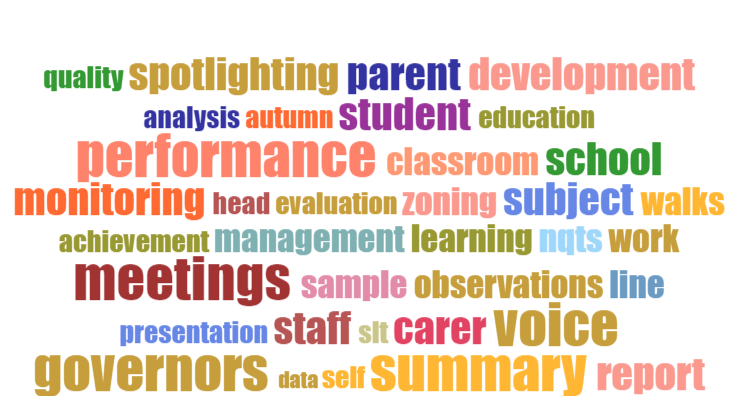 quality spotlighting parent development
analysis autumn student education
performance classroom school
monitoring head evaluation zoning subject walks
achievement management learning nqts work
meetings sample observations line
presentation staff slt carer voice
governors data self summary report